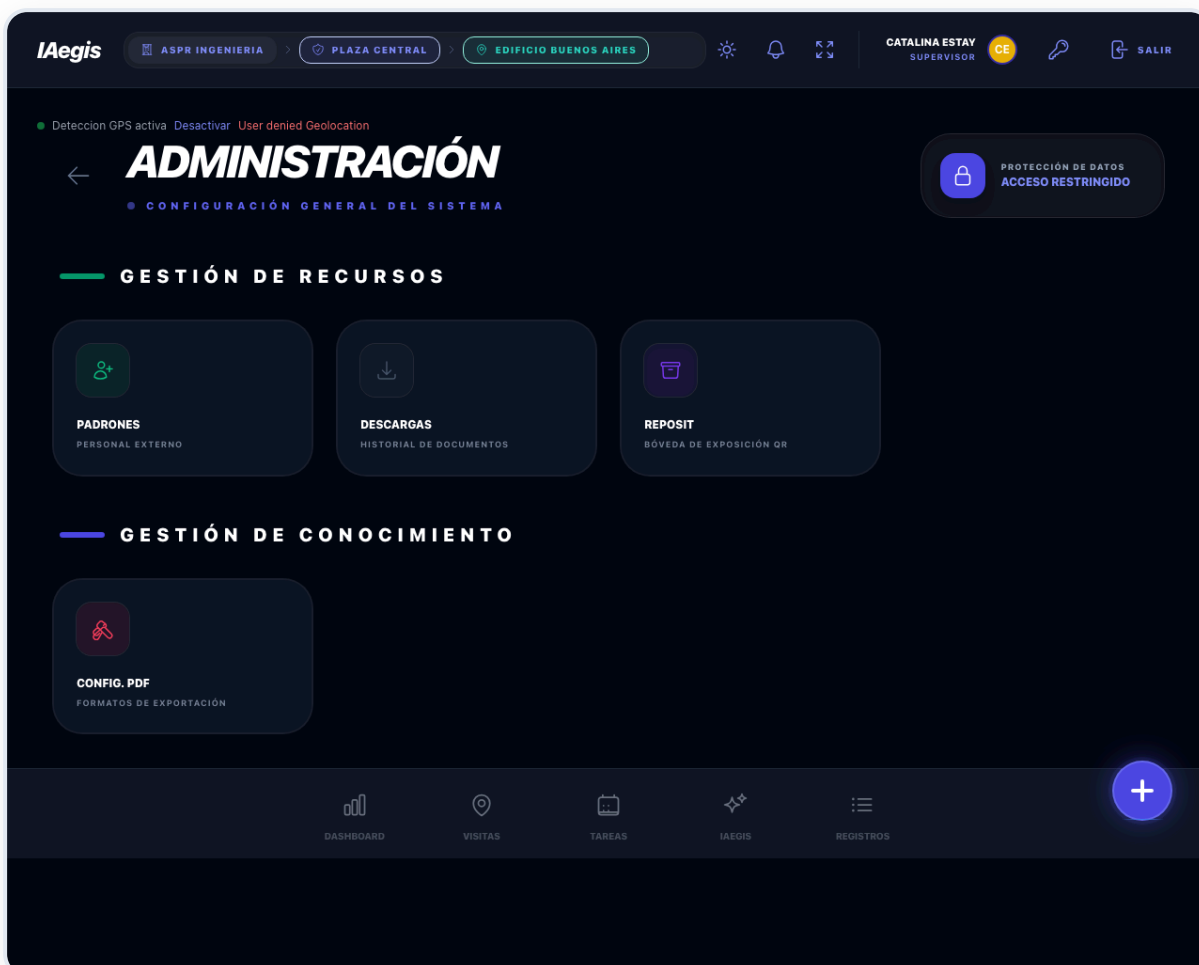 IAegis
ASPR INGENIERIA
PLAZA CENTRAL
EDIFICIO BUENOS AIRES
CATALINA ESTAY
SUPERVISOR
CE
SALIR
Deteccion GPS activa Desactivar User denied Geolocation
ADMINISTRACIÓN
CONFIGURACIÓN GENERAL DEL SISTEMA
PROTECCIÓN DE DATOS
ACCESO RESTRINGIDO
GESTIÓN DE RECURSOS
PADRONES
PERSONAL EXTERNO
DESCARGAS
HISTORIAL DE DOCUMENTOS
REPOSIT
BÓVEDA DE EXPOSICIÓN QR
GESTIÓN DE CONOCIMIENTO
CONFIG. PDF
FORMATOS DE EXPORTACIÓN
DASHBOARD
VISITAS
TAREAS
IAEGIS
REGISTROS